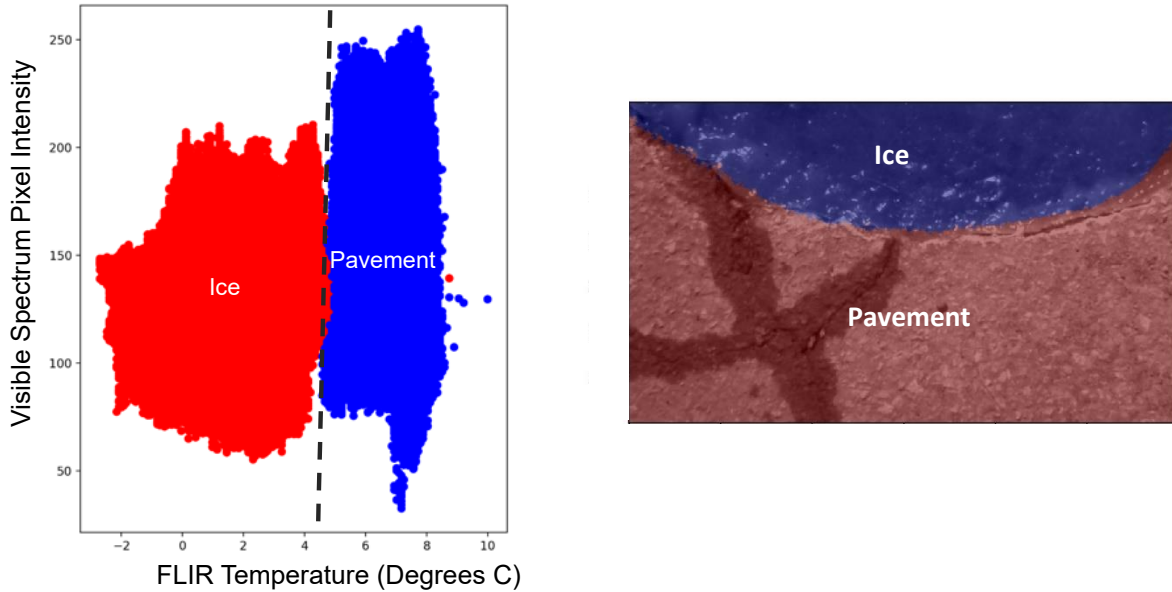 Visible Spectrum Pixel Intensity
250
200
150
100
50
Ice
Pavement
−2
0
2
4
6
8
10
FLIR Temperature (Degrees C)
Ice
Pavement